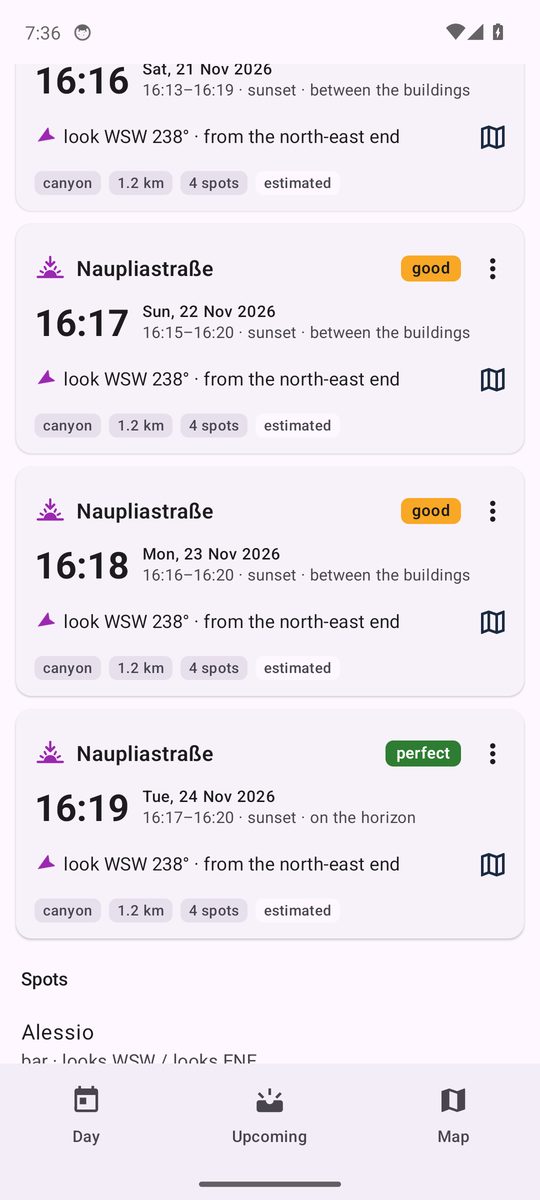 7:36
16:16 Sat, 21 Nov 2026
16:13–16:19 · sunset · between the buildings
look WSW 238° · from the north-east end
canyon 1.2 km 4 spots estimated
Naupliastraße good
16:17 Sun, 22 Nov 2026
16:15–16:20 · sunset · between the buildings
look WSW 238° · from the north-east end
canyon 1.2 km 4 spots estimated
Naupliastraße good
16:18 Mon, 23 Nov 2026
16:16–16:20 · sunset · between the buildings
look WSW 238° · from the north-east end
canyon 1.2 km 4 spots estimated
Naupliastraße perfect
16:19 Tue, 24 Nov 2026
16:17–16:20 · sunset · on the horizon
look WSW 238° · from the north-east end
canyon 1.2 km 4 spots estimated
Spots
Alessio
bar · looks WSW / looks ENE
Day Upcoming Map